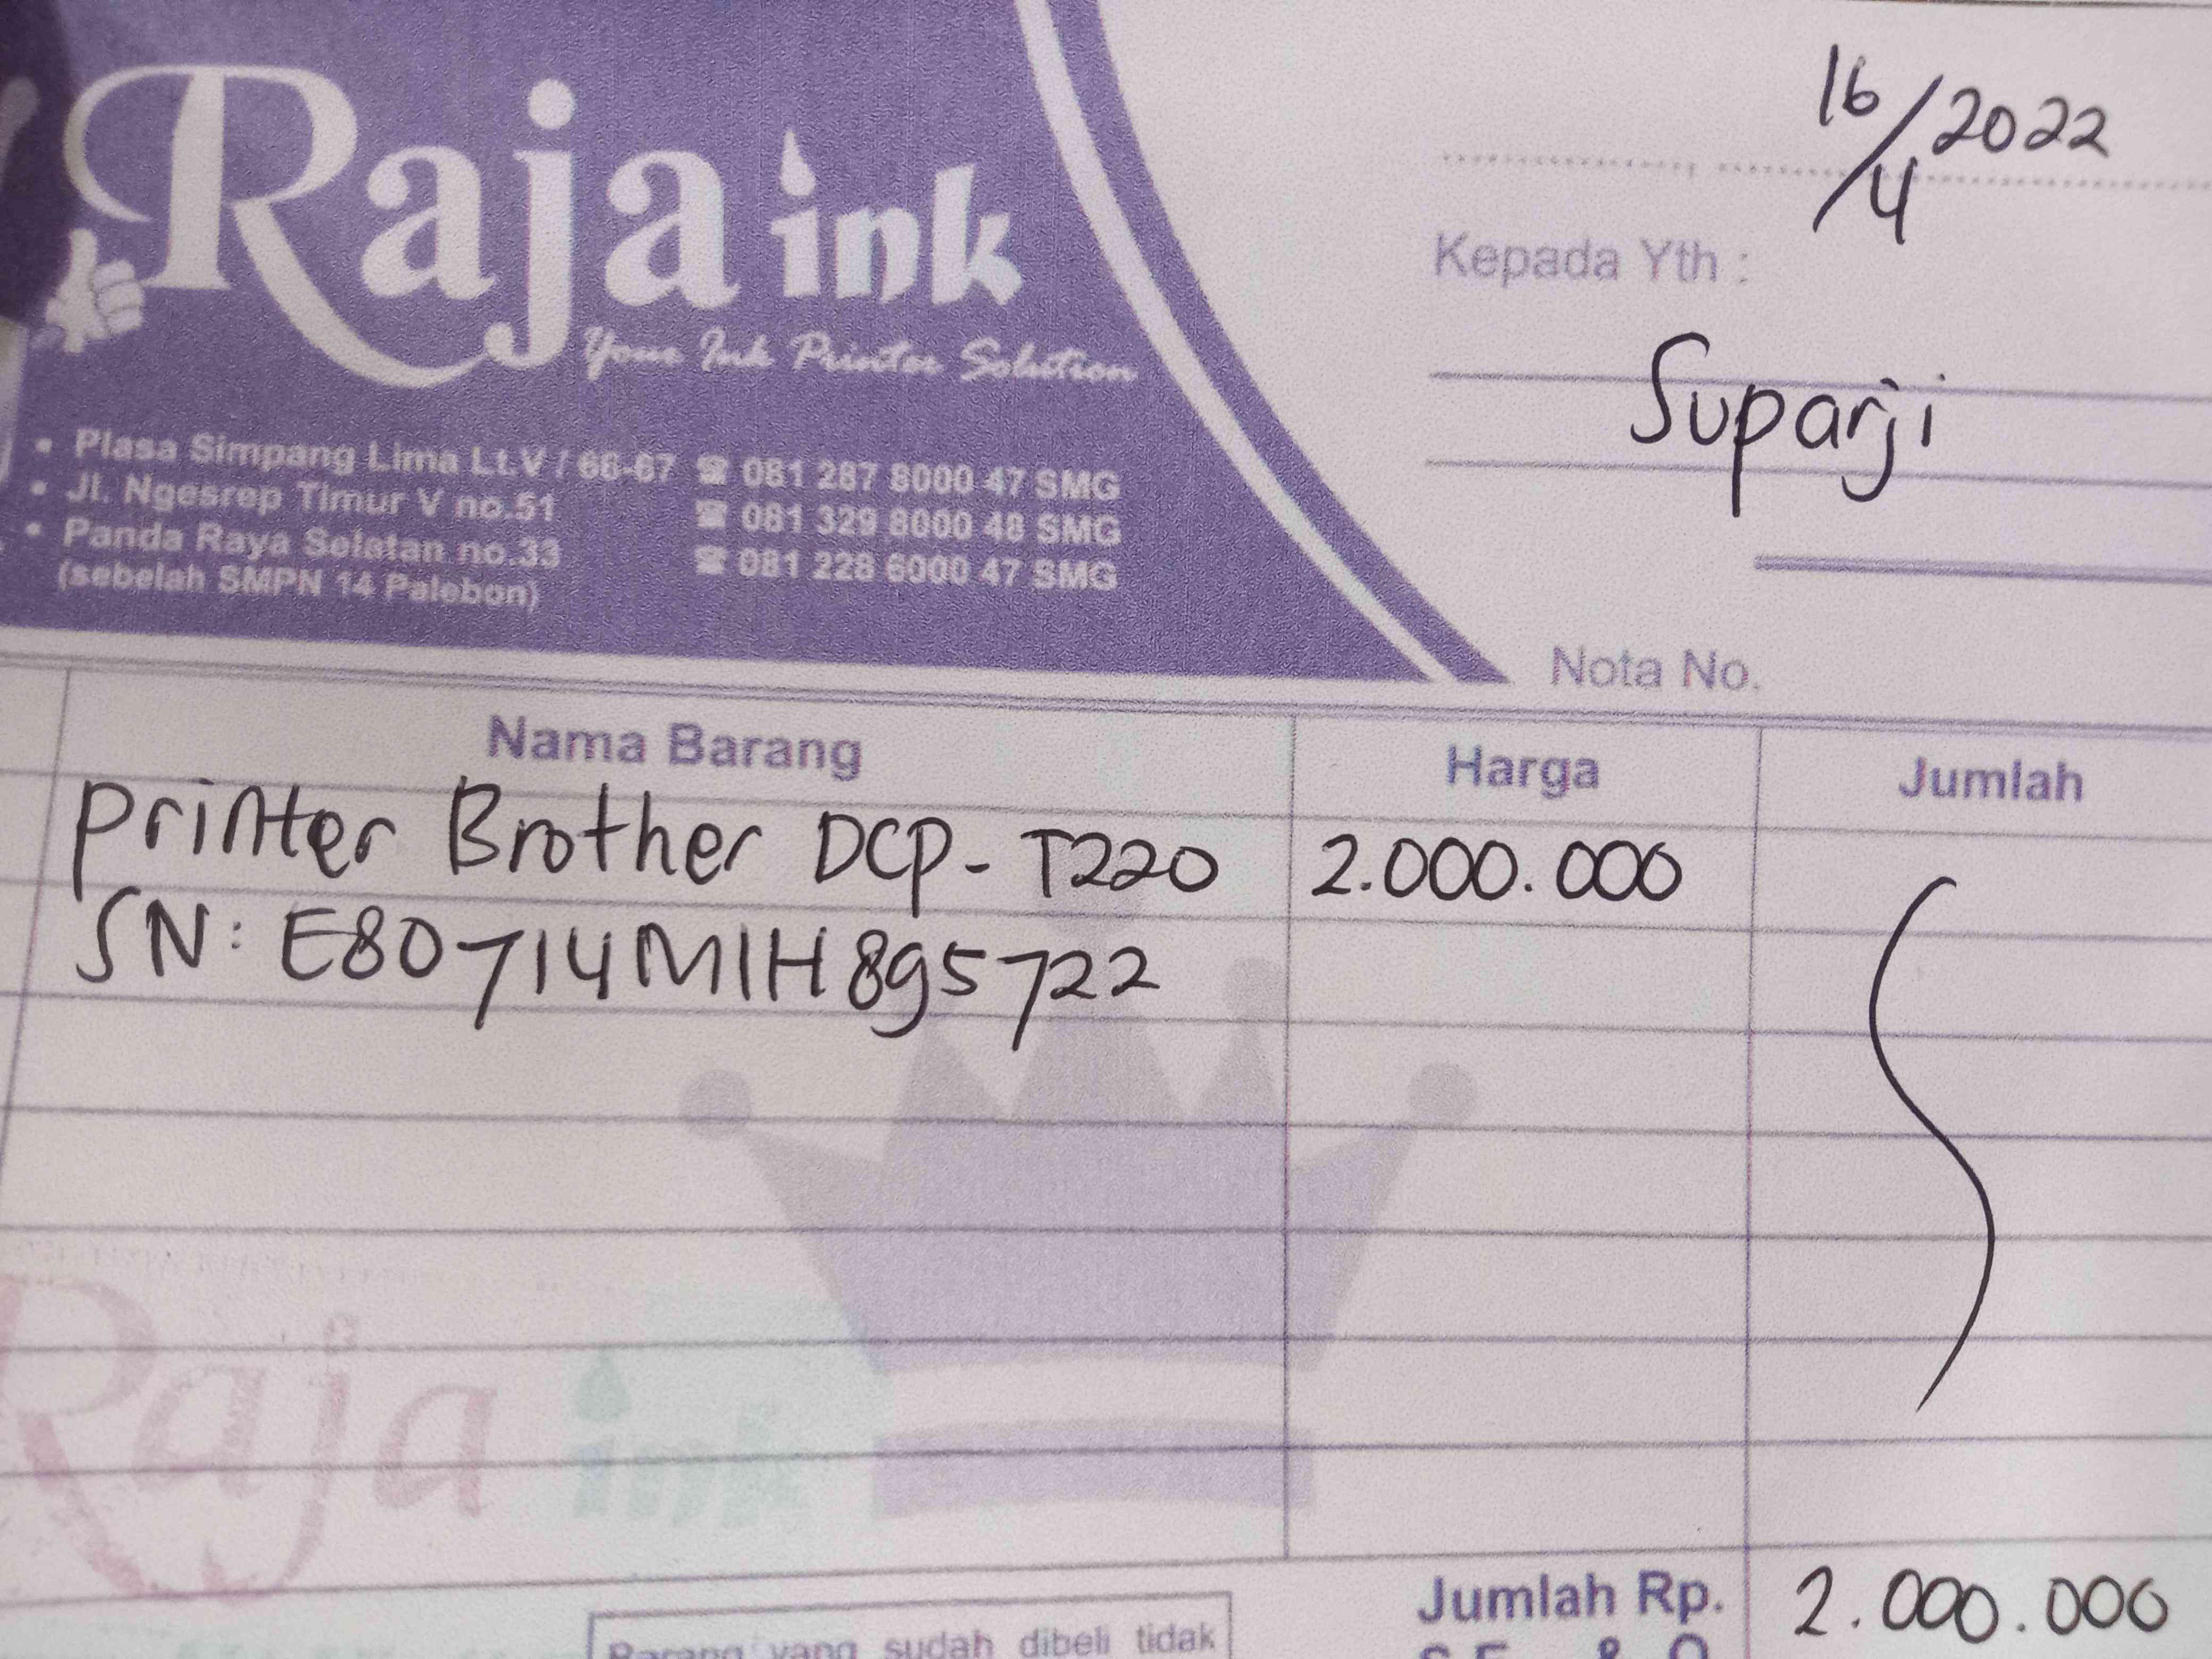 Raja ink
Your Ink Printer Solution
• Plasa Simpang Lima Lt.V / 66-67 ☎ 081 287 8000 47 SMG
• Jl. Ngesrep Timur V no.51 ☎ 081 329 8000 48 SMG
• Panda Raya Selatan no.33 ☎ 081 228 6000 47 SMG
(sebelah SMPN 14 Palebon)
16/4 2022
Kepada Yth :
Suparji
Nota No.
Nama Barang Harga Jumlah
Printer Brother DCP- T220 2.000.000
SN: E80714M1H895722
Raja ink
Jumlah Rp. 2.000.000
Barang yang sudah dibeli tidak